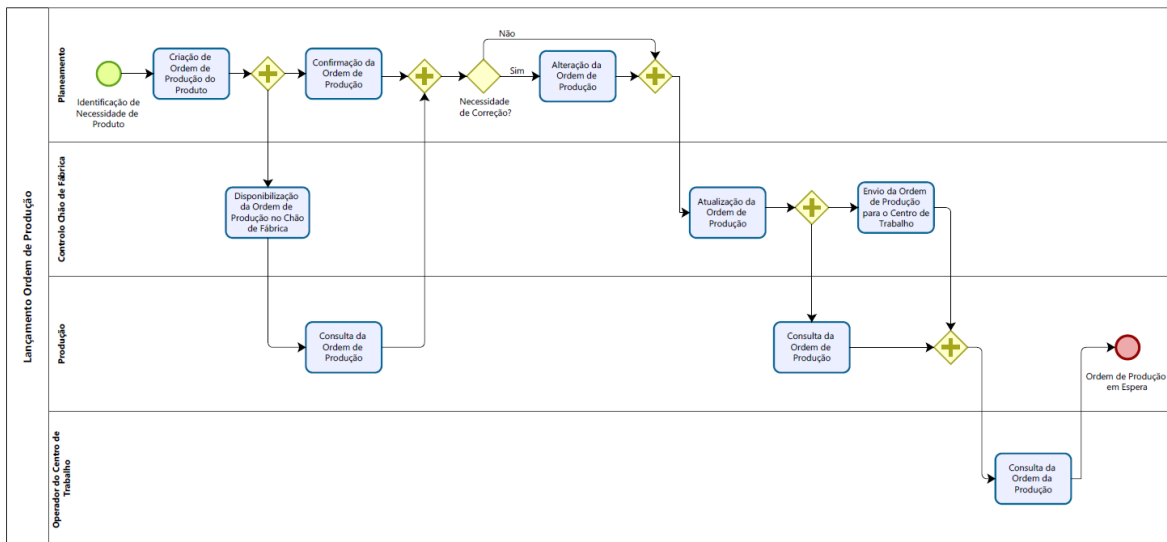 Lançamento Ordem de Produção
Planeamento
Identificação de
Necessidade de
Produto
Criação de
Ordem de
Produção do
Produto
Confirmação da
Ordem de
Produção
Necessidade
de Correção?
Não
Sim
Alteração da
Ordem de
Produção
Controlo Chão de Fábrica
Disponibilização
da Ordem de
Produção no Chão
de Fábrica
Atualização da
Ordem de
Produção
Envio da Ordem
de Produção
para o Centro de
Trabalho
Produção
Consulta da
Ordem de
Produção
Consulta da
Ordem de
Produção
Ordem de Produção
em Espera
Operador do Centro de
Trabalho
Consulta da
Ordem da
Produção